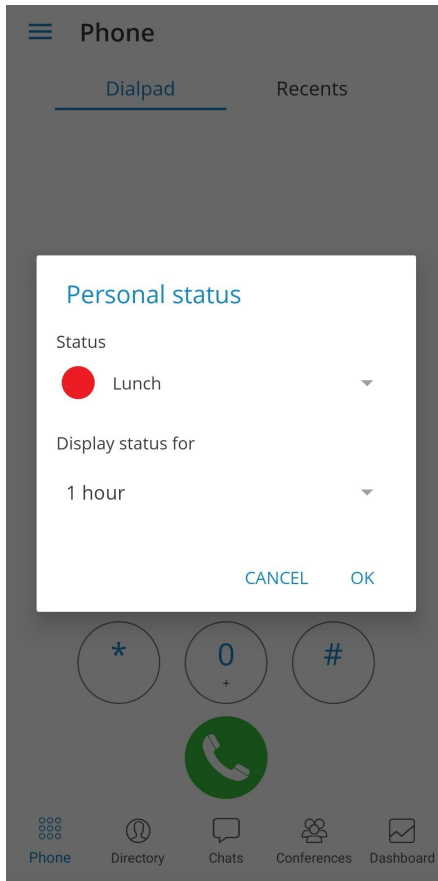 Phone
Dialpad Recents
Personal status
Status
Lunch
Display status for
1 hour
CANCEL OK
* 0 #
+
Phone Directory Chats Conferences Dashboard